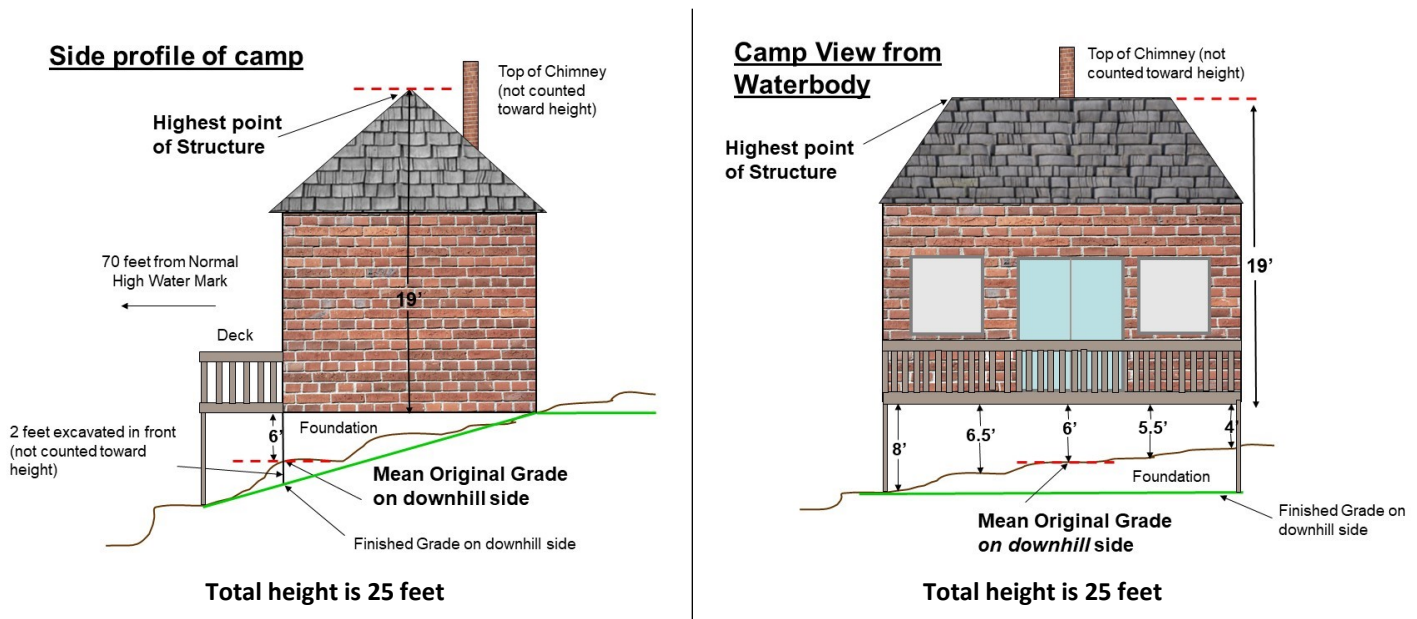 Side profile of camp
Top of Chimney
(not counted
toward height)
Highest point
of Structure
70 feet from Normal
High Water Mark
19’
Deck
2 feet excavated in front
(not counted toward
height)
6’
Foundation
Mean Original Grade
on downhill side
Finished Grade on downhill side
Total height is 25 feet
Camp View from
Waterbody
Top of Chimney (not
counted toward height)
Highest point
of Structure
19’
8’
6.5’
6’
5.5’
4’
Foundation
Mean Original Grade
on downhill side
Finished Grade on
downhill side
Total height is 25 feet